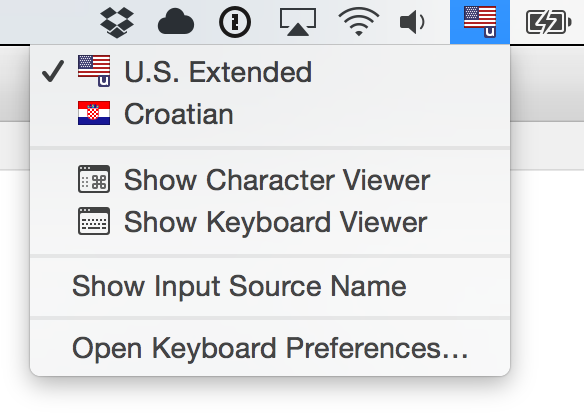 U.S. Extended
Croatian
Show Character Viewer
Show Keyboard Viewer
Show Input Source Name
Open Keyboard Preferences…